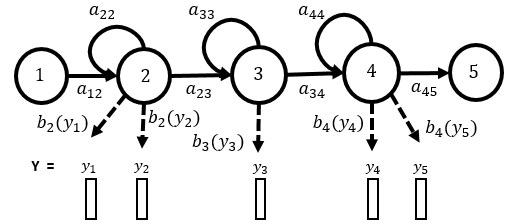 a₂₂ a₃₃ a₄₄
1 2 3 4 5
a₁₂ a₂₃ a₃₄ a₄₅
b₂(y₁) b₂(y₂) b₃(y₃) b₄(y₄) b₄(y₅)
Y = y₁ y₂ y₃ y₄ y₅